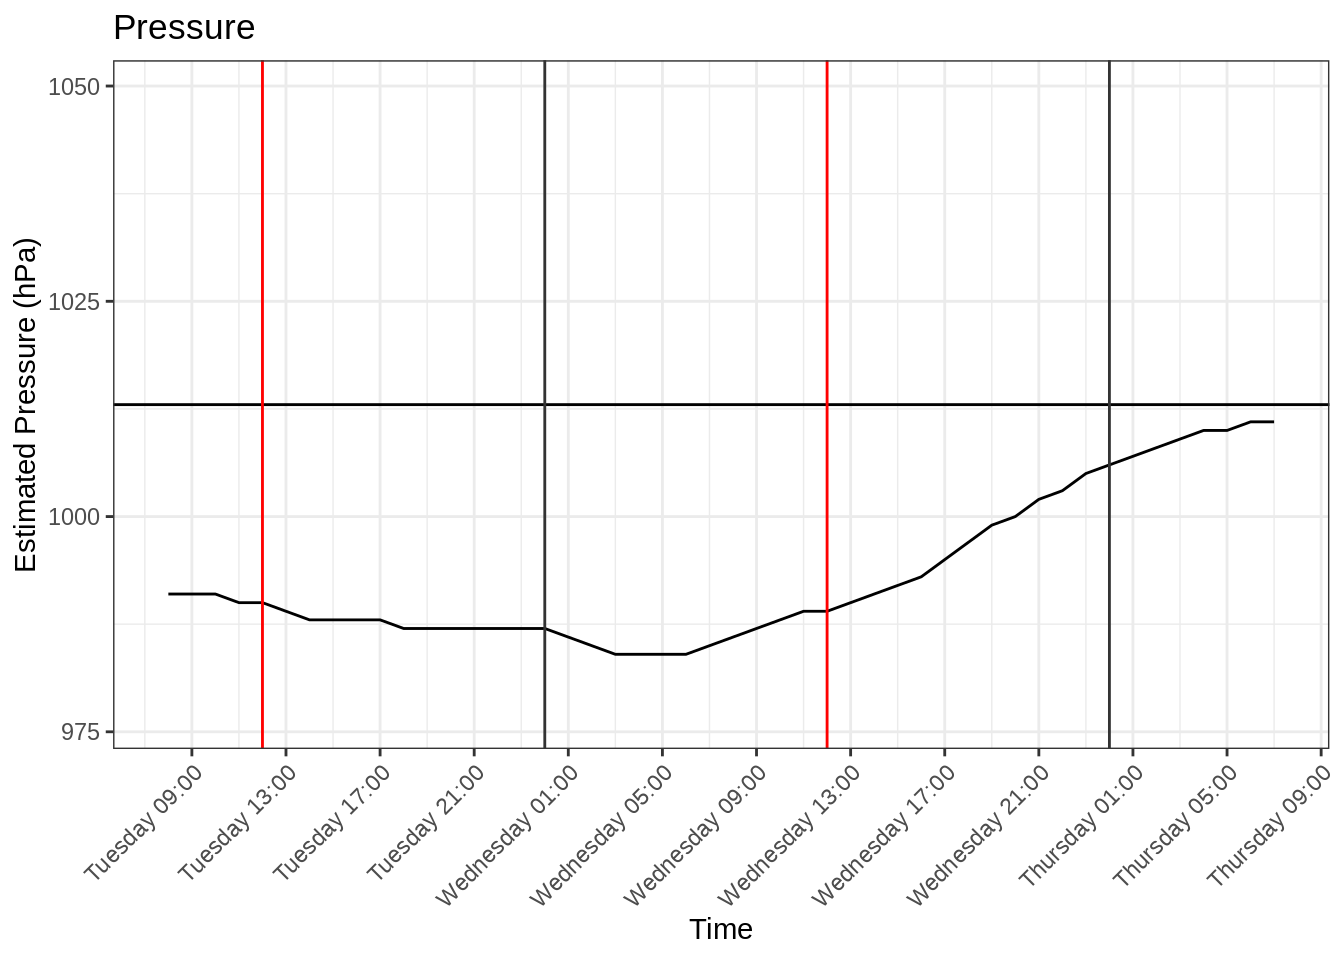 Pressure
Estimated Pressure (hPa)
1050
1025
1000
975
Tuesday 09:00
Tuesday 13:00
Tuesday 17:00
Tuesday 21:00
Wednesday 01:00
Wednesday 05:00
Wednesday 09:00
Wednesday 13:00
Wednesday 17:00
Wednesday 21:00
Thursday 01:00
Thursday 05:00
Thursday 09:00
Time